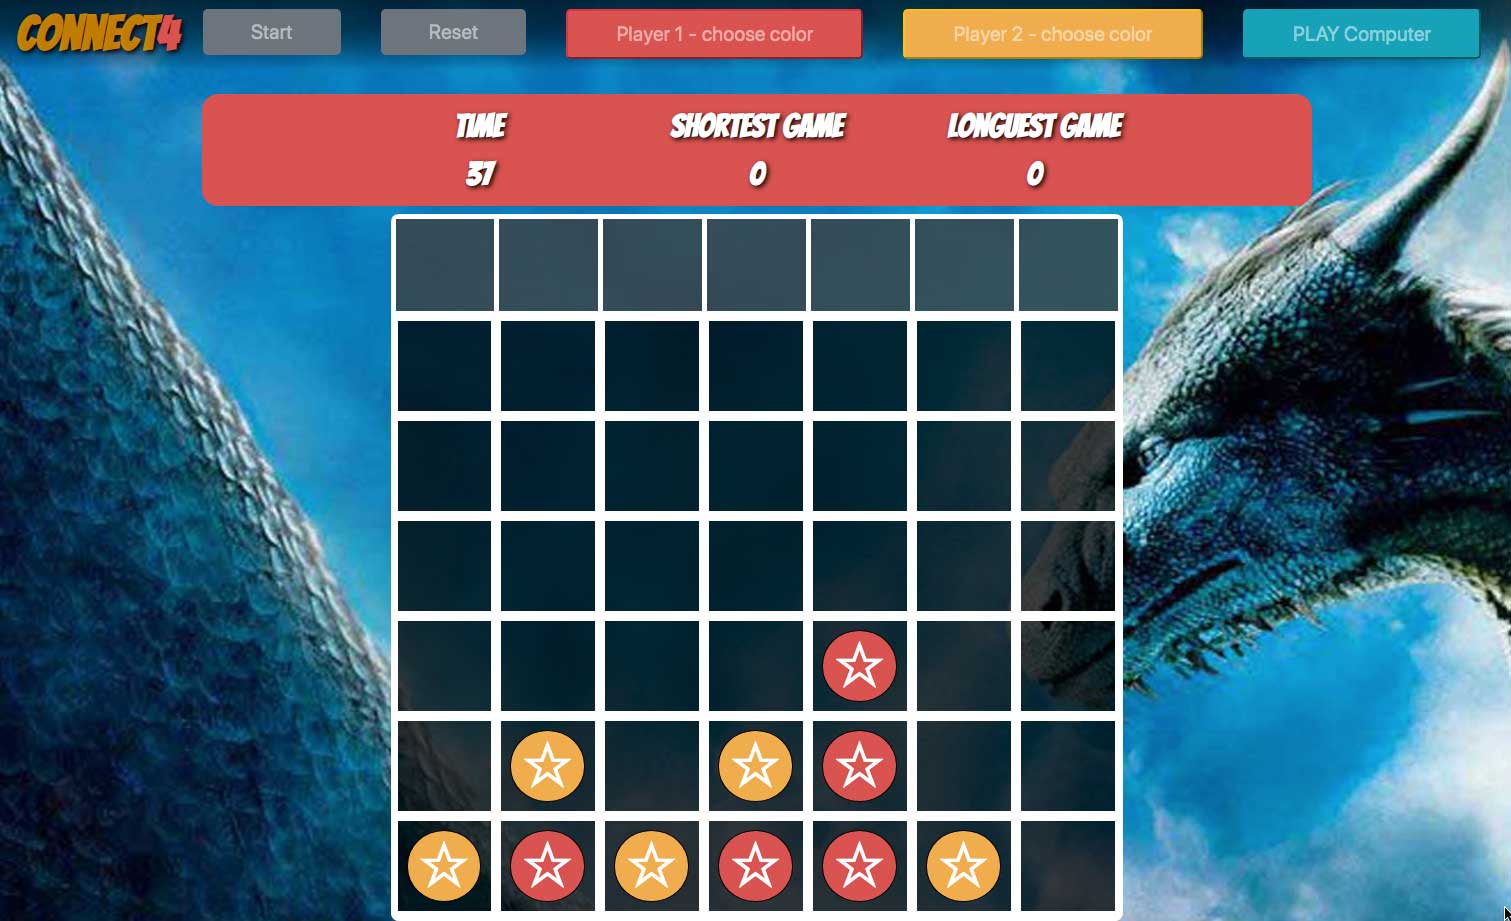 CONNECT4
Start
Reset
Player 1 - choose color
Player 2 - choose color
PLAY Computer
TIME
SHORTEST GAME
LONGUEST GAME
37
0
0